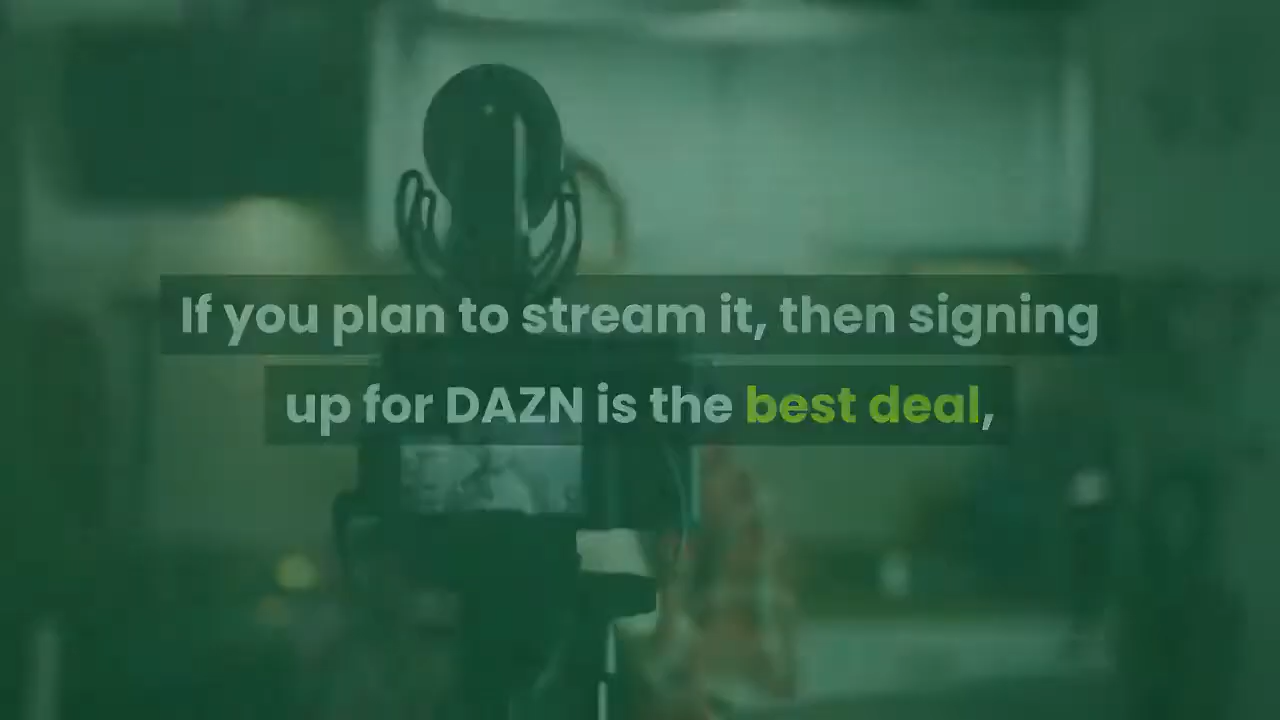 If you plan to stream it, then signing
up for DAZN is the best deal,